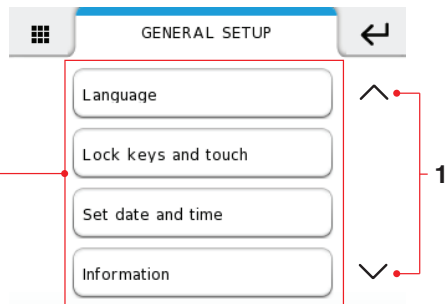 GENERAL SETUP
Language
Lock keys and touch
1
Set date and time
Information